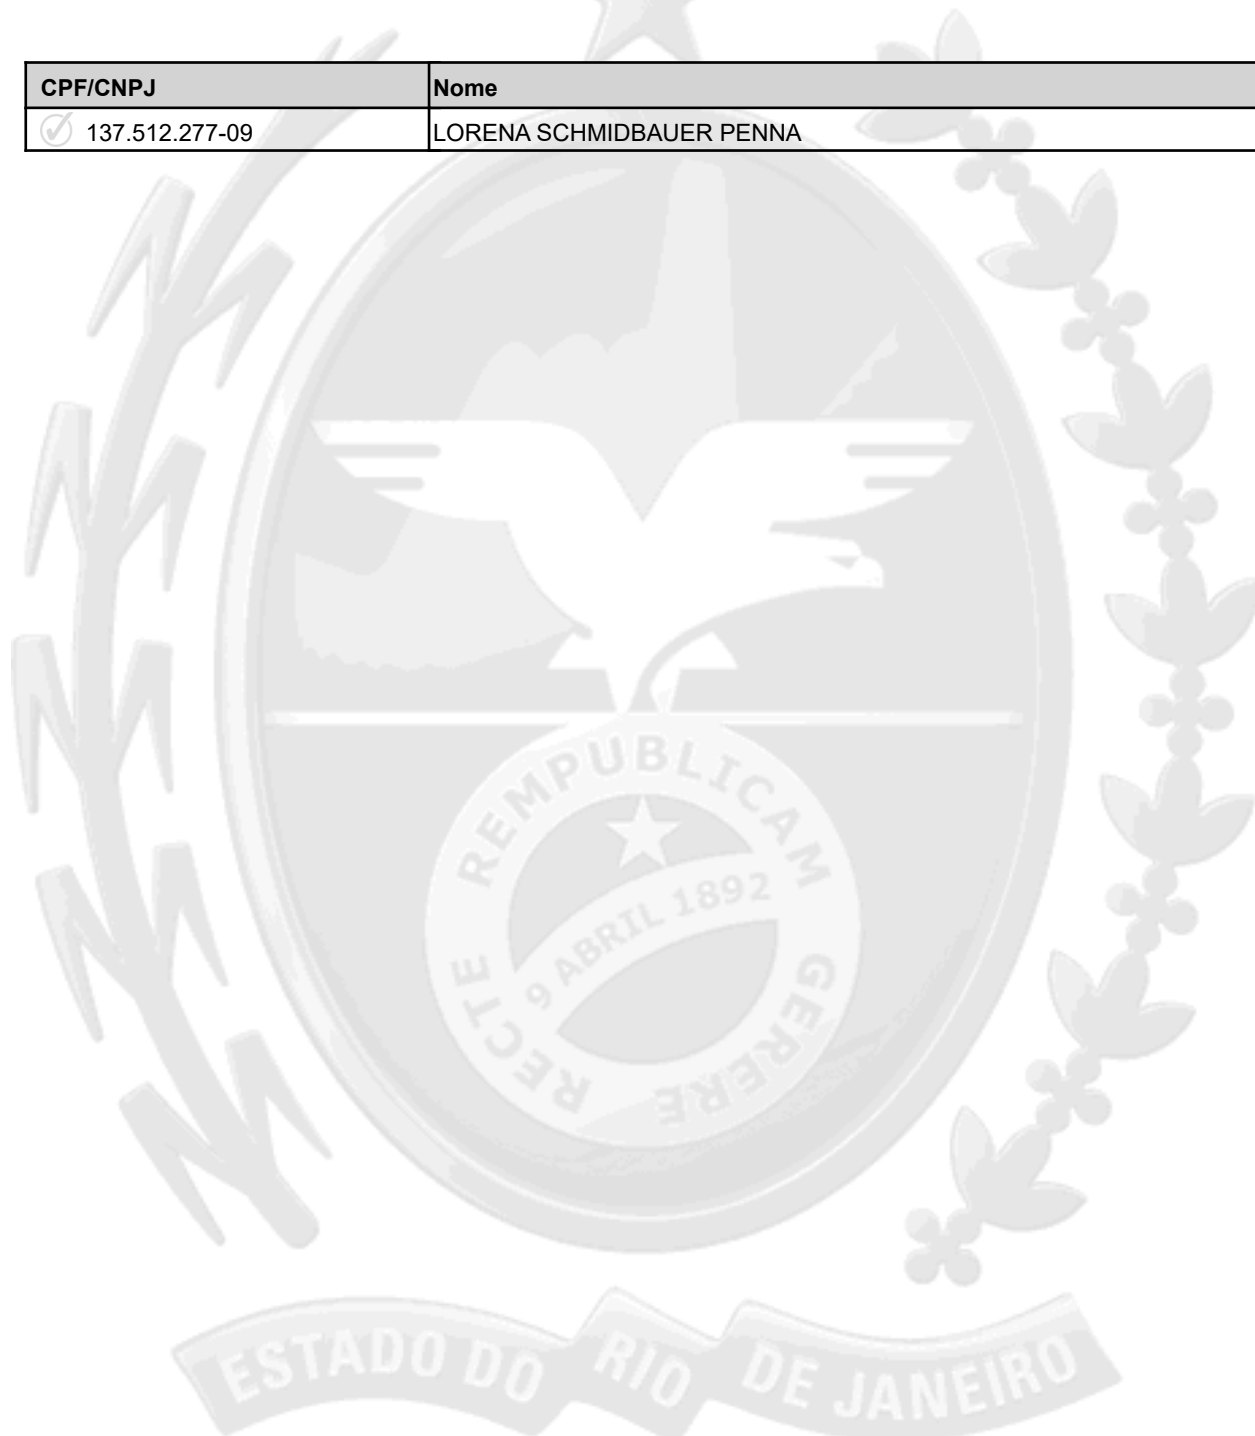 CPF/CNPJ Nome
137.512.277-09 LORENA SCHMIDBAUER PENNA
REMPUBLICAM
9 ABRIL 1892
RECTE GERERE
ESTADO DO RIO DE JANEIRO